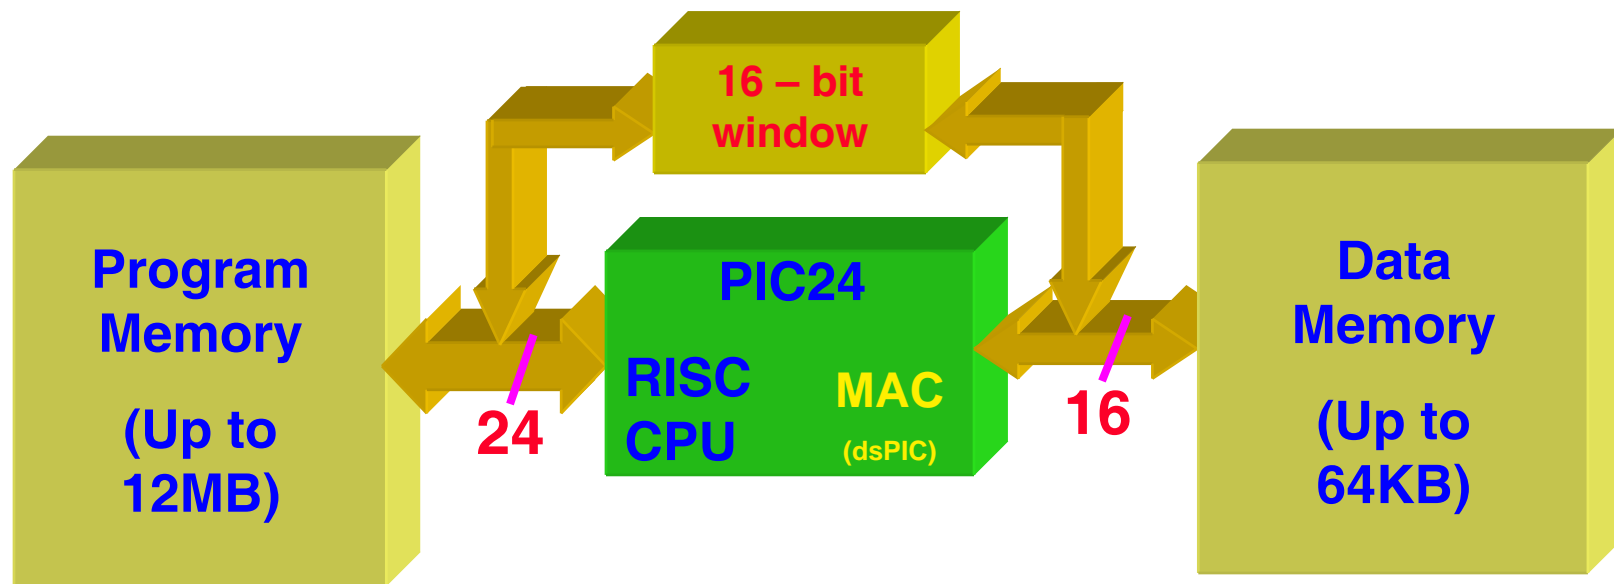 16 – bit
window
Program
Memory
(Up to
12MB)
24
PIC24
RISC
CPU
MAC
(dsPIC)
16
Data
Memory
(Up to
64KB)